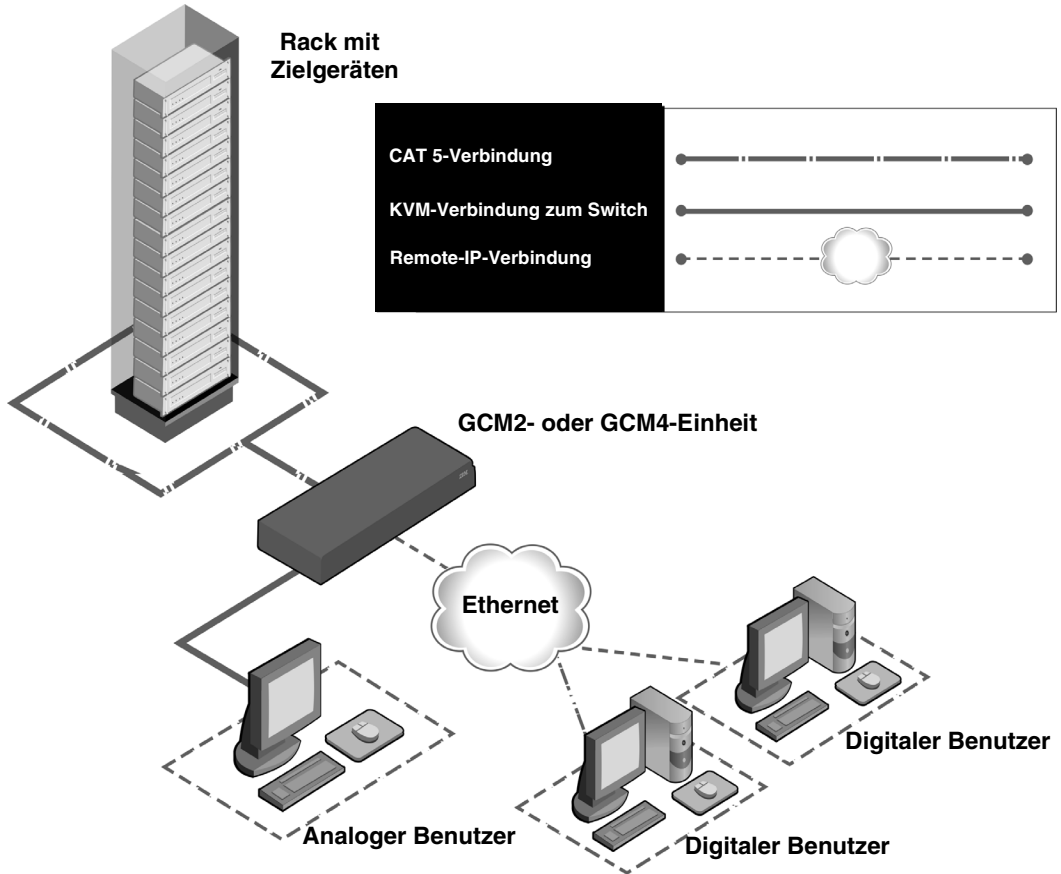 Rack mit
Zielgeräten
CAT 5-Verbindung
KVM-Verbindung zum Switch
Remote-IP-Verbindung
GCM2- oder GCM4-Einheit
Ethernet
Digitaler Benutzer
Analoger Benutzer
Digitaler Benutzer